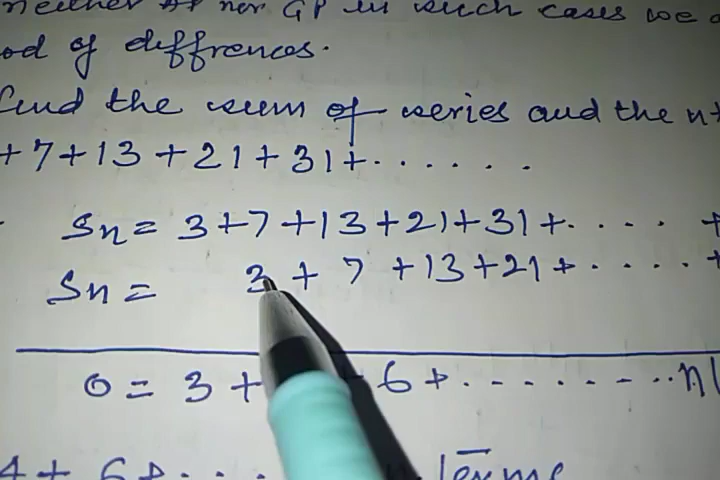 neither AP nor GP in such cases we
od of diffrences.
find the sum of series and the n
+7+13+21+31+......
Sn = 3+7+13+21+31+..... +
Sn = 3+7+13+21+..... +
0 = 3+ 6+.........
4+6+... Terms